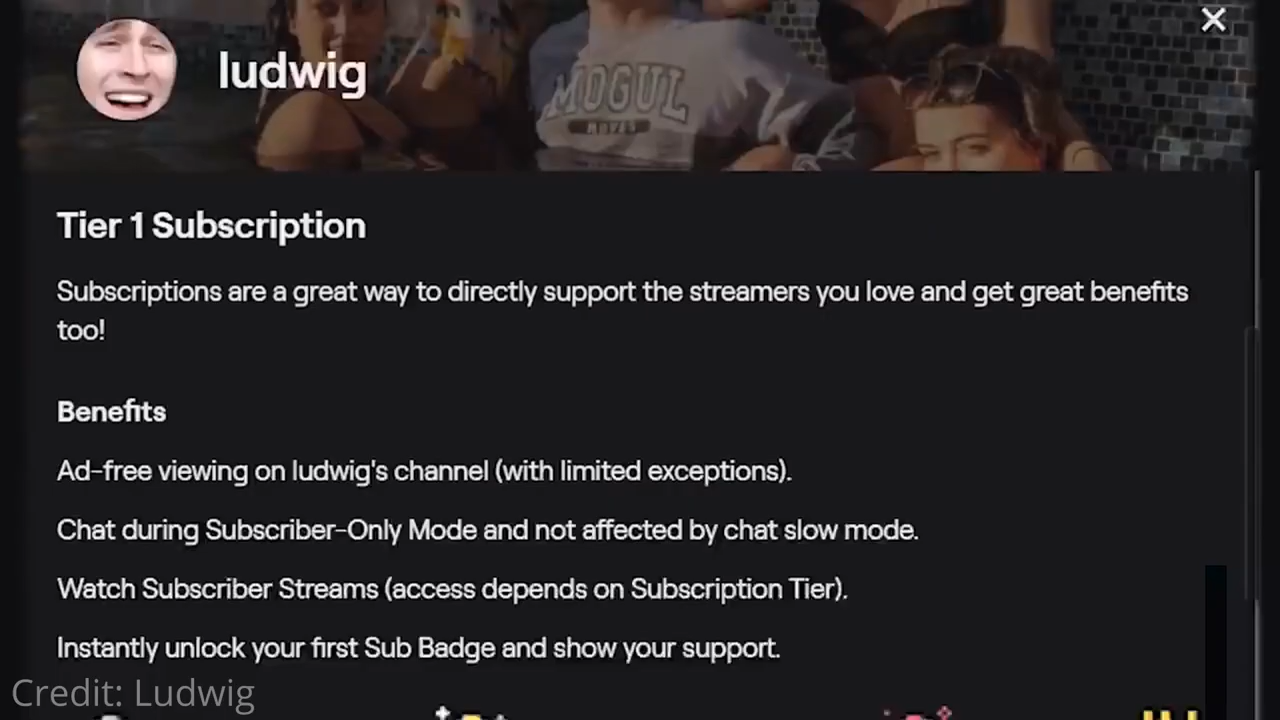 ludwig
MOGUL
MOVES
Tier 1 Subscription
Subscriptions are a great way to directly support the streamers you love and get great benefits
too!
Benefits
Ad-free viewing on ludwig's channel (with limited exceptions).
Chat during Subscriber-Only Mode and not affected by chat slow mode.
Watch Subscriber Streams (access depends on Subscription Tier).
Instantly unlock your first Sub Badge and show your support.
Credit: Ludwig